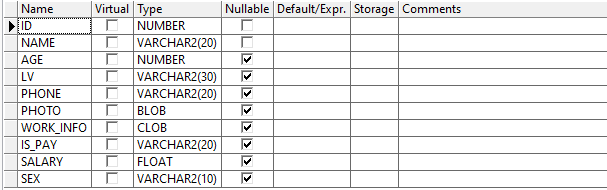 Name Virtual Type Nullable Default/Expr. Storage Comments
ID NUMBER
NAME VARCHAR2(20)
AGE NUMBER
LV VARCHAR2(30)
PHONE VARCHAR2(20)
PHOTO BLOB
WORK_INFO CLOB
IS_PAY VARCHAR2(20)
SALARY FLOAT
SEX VARCHAR2(10)